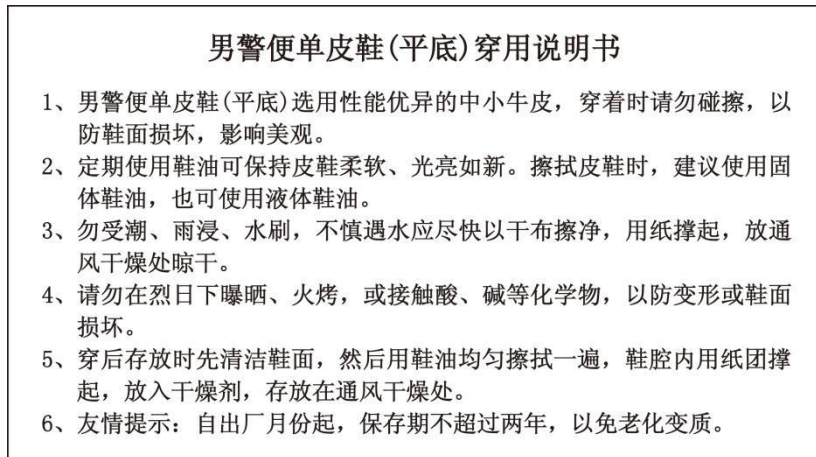 男警便单皮鞋(平底)穿用说明书
1、男警便单皮鞋(平底)选用性能优异的中小牛皮，穿着时请勿碰擦，以
防鞋面损坏，影响美观。
2、定期使用鞋油可保持皮鞋柔软、光亮如新。擦拭皮鞋时，建议使用固
体鞋油，也可使用液体鞋油。
3、勿受潮、雨浸、水刷，不慎遇水应尽快以干布擦净，用纸撑起，放通
风干燥处晾干。
4、请勿在烈日下曝晒、火烤，或接触酸、碱等化学物，以防变形或鞋面
损坏。
5、穿后存放时先清洁鞋面，然后用鞋油均匀擦拭一遍，鞋腔内用纸团撑
起，放入干燥剂，存放在通风干燥处。
6、友情提示：自出厂月份起，保存期不超过两年，以免老化变质。